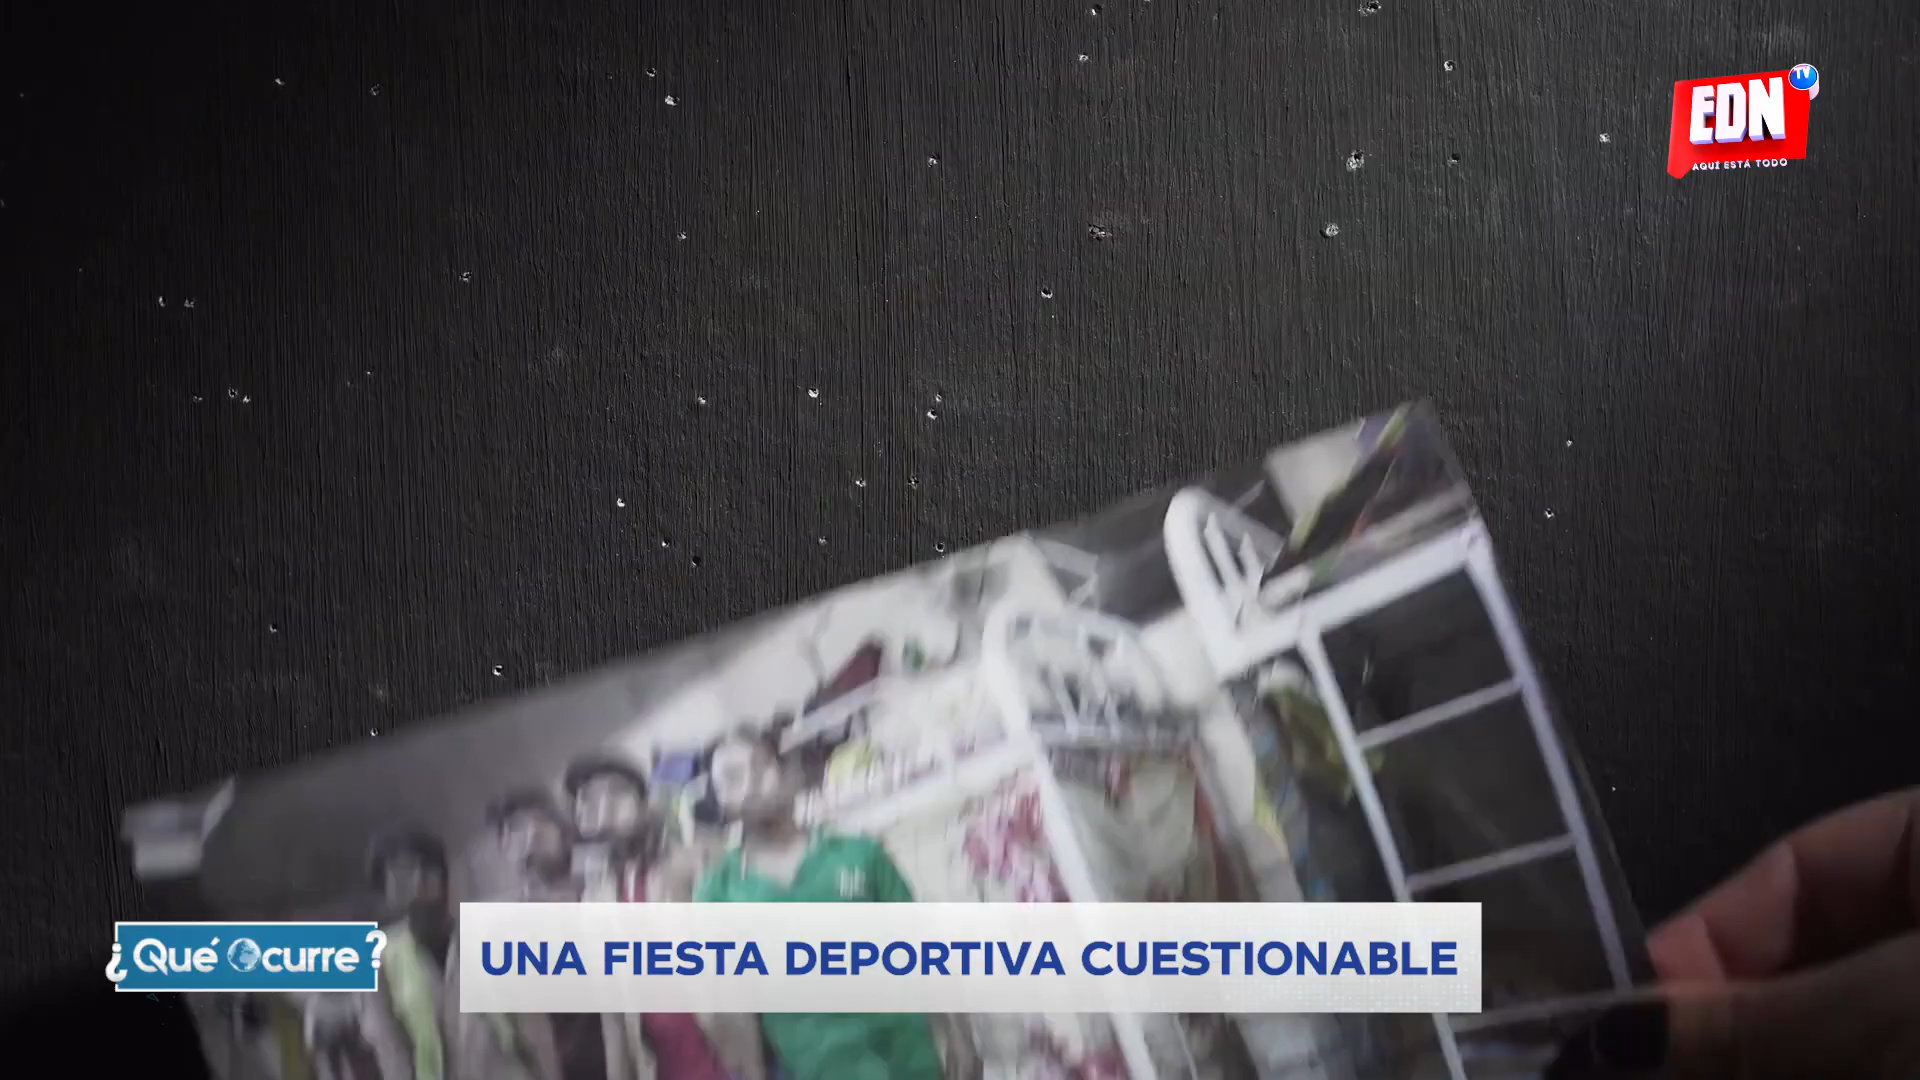 EDN TV
AQUÍ ESTÁ TODO
¿Qué Ocurre?
UNA FIESTA DEPORTIVA CUESTIONABLE